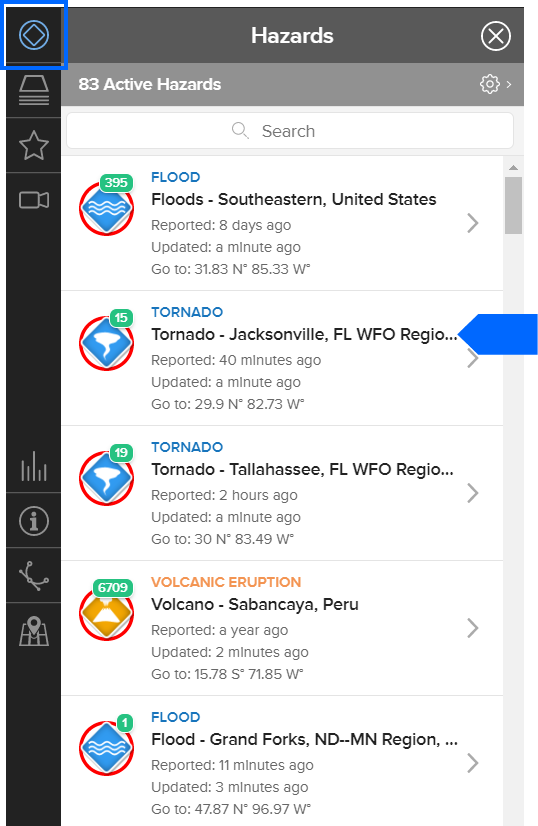 Hazards
83 Active Hazards
Search
395
FLOOD
Floods - Southeastern, United States
Reported: 8 days ago
Updated: a minute ago
Go to: 31.83 N° 85.33 W°
15
TORNADO
Tornado - Jacksonville, FL WFO Regio...
Reported: 40 minutes ago
Updated: a minute ago
Go to: 29.9 N° 82.73 W°
19
TORNADO
Tornado - Tallahassee, FL WFO Regio...
Reported: 2 hours ago
Updated: a minute ago
Go to: 30 N° 83.49 W°
6709
VOLCANIC ERUPTION
Volcano - Sabancaya, Peru
Reported: a year ago
Updated: 2 minutes ago
Go to: 15.78 S° 71.85 W°
1
FLOOD
Flood - Grand Forks, ND--MN Region, ...
Reported: 11 minutes ago
Updated: 3 minutes ago
Go to: 47.87 N° 96.97 W°